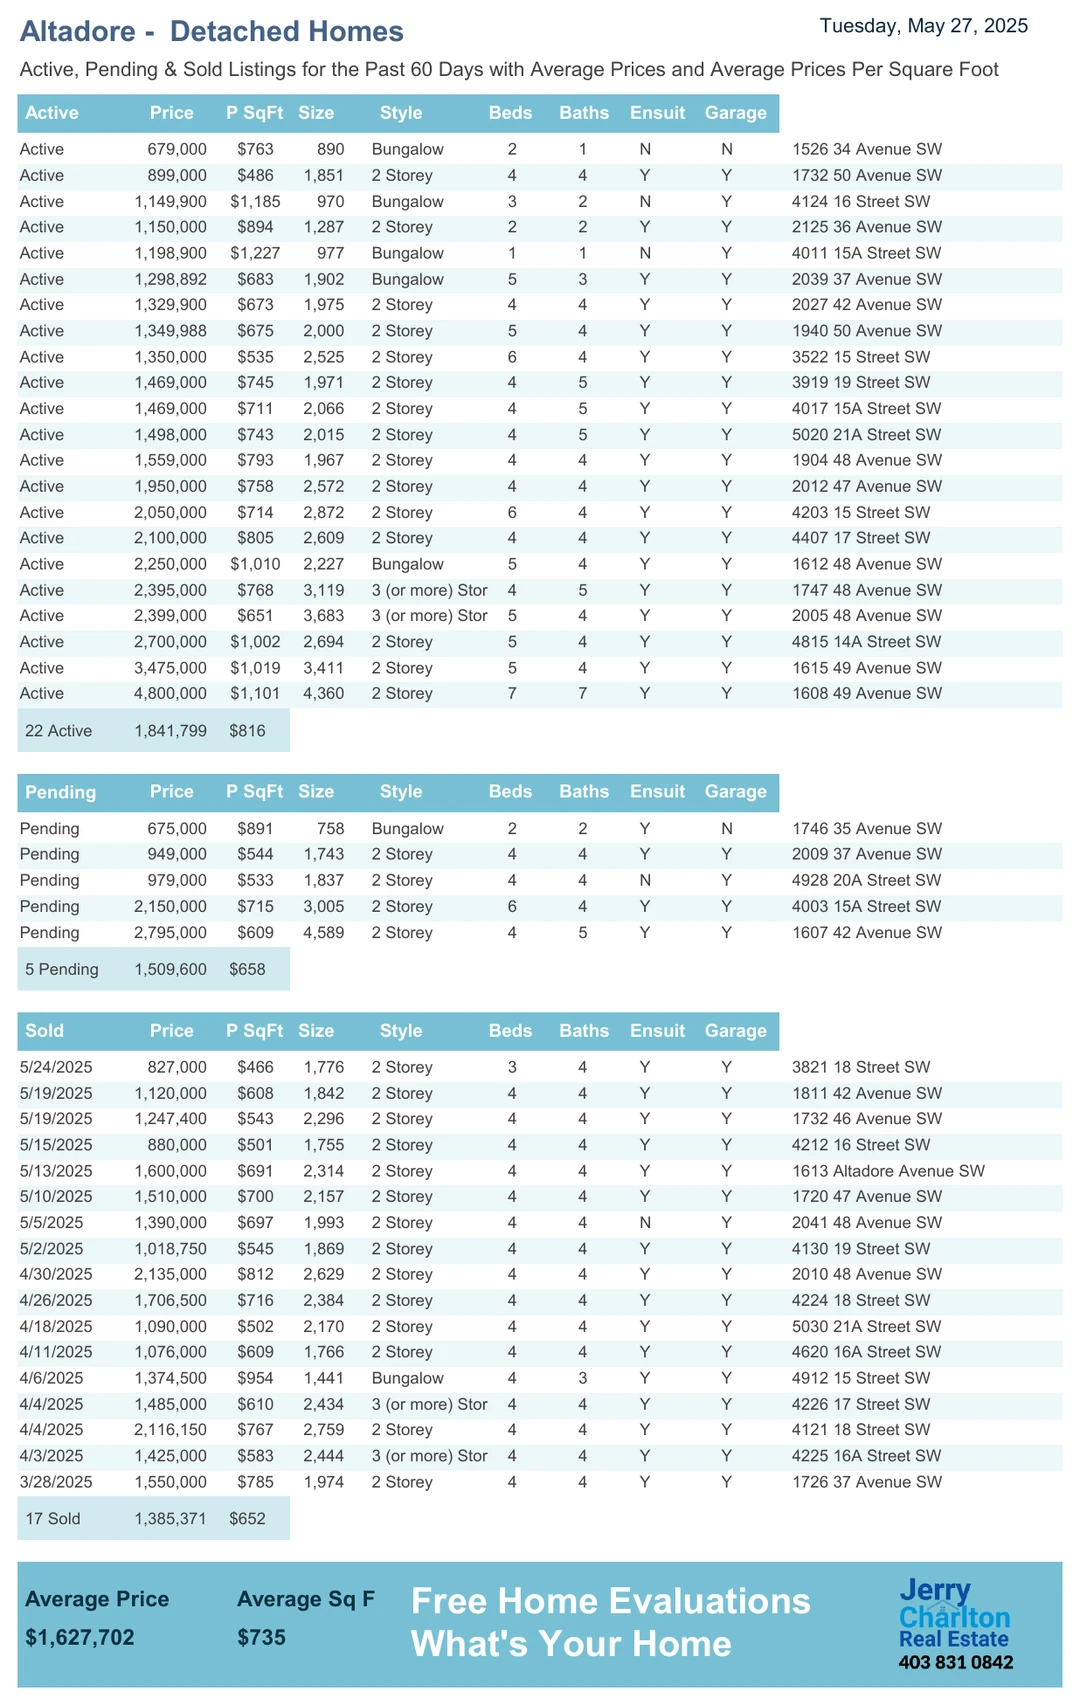 Altadore - Detached Homes
Tuesday, May 27, 2025
Active, Pending & Sold Listings for the Past 60 Days with Average Prices and Average Prices Per Square Foot
Active Price P SqFt Size Style Beds Baths Ensuit Garage
Active 679,000 $763 890 Bungalow 2 1 N N 1526 34 Avenue SW
Active 899,000 $486 1,851 2 Storey 4 4 Y Y 1732 50 Avenue SW
Active 1,149,900 $1,185 970 Bungalow 3 2 N Y 4124 16 Street SW
Active 1,150,000 $894 1,287 2 Storey 2 2 Y Y 2125 36 Avenue SW
Active 1,198,900 $1,227 977 Bungalow 1 1 N Y 4011 15A Street SW
Active 1,298,892 $683 1,902 Bungalow 5 3 Y Y 2039 37 Avenue SW
Active 1,329,900 $673 1,975 2 Storey 4 4 Y Y 2027 42 Avenue SW
Active 1,349,988 $675 2,000 2 Storey 5 4 Y Y 1940 50 Avenue SW
Active 1,350,000 $535 2,525 2 Storey 6 4 Y Y 3522 15 Street SW
Active 1,469,000 $745 1,971 2 Storey 4 5 Y Y 3919 19 Street SW
Active 1,469,000 $711 2,066 2 Storey 4 5 Y Y 4017 15A Street SW
Active 1,498,000 $743 2,015 2 Storey 4 5 Y Y 5020 21A Street SW
Active 1,559,000 $793 1,967 2 Storey 4 4 Y Y 1904 48 Avenue SW
Active 1,950,000 $758 2,572 2 Storey 4 4 Y Y 2012 47 Avenue SW
Active 2,050,000 $714 2,872 2 Storey 6 4 Y Y 4203 15 Street SW
Active 2,100,000 $805 2,609 2 Storey 4 4 Y Y 4407 17 Street SW
Active 2,250,000 $1,010 2,227 Bungalow 5 4 Y Y 1612 48 Avenue SW
Active 2,395,000 $768 3,119 3 (or more) Stor 4 5 Y Y 1747 48 Avenue SW
Active 2,399,000 $651 3,683 3 (or more) Stor 5 4 Y Y 2005 48 Avenue SW
Active 2,700,000 $1,002 2,694 2 Storey 5 4 Y Y 4815 14A Street SW
Active 3,475,000 $1,019 3,411 2 Storey 5 4 Y Y 1615 49 Avenue SW
Active 4,800,000 $1,101 4,360 2 Storey 7 7 Y Y 1608 49 Avenue SW
22 Active 1,841,799 $816
Pending Price P SqFt Size Style Beds Baths Ensuit Garage
Pending 675,000 $891 758 Bungalow 2 2 Y N 1746 35 Avenue SW
Pending 949,000 $544 1,743 2 Storey 4 4 Y Y 2009 37 Avenue SW
Pending 979,000 $533 1,837 2 Storey 4 4 N Y 4928 20A Street SW
Pending 2,150,000 $715 3,005 2 Storey 6 4 Y Y 4003 15A Street SW
Pending 2,795,000 $609 4,589 2 Storey 4 5 Y Y 1607 42 Avenue SW
5 Pending 1,509,600 $658
Sold Price P SqFt Size Style Beds Baths Ensuit Garage
5/24/2025 827,000 $466 1,776 2 Storey 3 4 Y Y 3821 18 Street SW
5/19/2025 1,120,000 $608 1,842 2 Storey 4 4 Y Y 1811 42 Avenue SW
5/19/2025 1,247,400 $543 2,296 2 Storey 4 4 Y Y 1732 46 Avenue SW
5/15/2025 880,000 $501 1,755 2 Storey 4 4 Y Y 4212 16 Street SW
5/13/2025 1,600,000 $691 2,314 2 Storey 4 4 Y Y 1613 Altadore Avenue SW
5/10/2025 1,510,000 $700 2,157 2 Storey 4 4 Y Y 1720 47 Avenue SW
5/5/2025 1,390,000 $697 1,993 2 Storey 4 4 N Y 2041 48 Avenue SW
5/2/2025 1,018,750 $545 1,869 2 Storey 4 4 Y Y 4130 19 Street SW
4/30/2025 2,135,000 $812 2,629 2 Storey 4 4 Y Y 2010 48 Avenue SW
4/26/2025 1,706,500 $716 2,384 2 Storey 4 4 Y Y 4224 18 Street SW
4/18/2025 1,090,000 $502 2,170 2 Storey 4 4 Y Y 5030 21A Street SW
4/11/2025 1,076,000 $609 1,766 2 Storey 4 4 Y Y 4620 16A Street SW
4/6/2025 1,374,500 $954 1,441 Bungalow 4 3 Y Y 4912 15 Street SW
4/4/2025 1,485,000 $610 2,434 3 (or more) Stor 4 4 Y Y 4226 17 Street SW
4/4/2025 2,116,150 $767 2,759 2 Storey 4 4 Y Y 4121 18 Street SW
4/3/2025 1,425,000 $583 2,444 3 (or more) Stor 4 4 Y Y 4225 16A Street SW
3/28/2025 1,550,000 $785 1,974 2 Storey 4 4 Y Y 1726 37 Avenue SW
17 Sold 1,385,371 $652
Average Price Average Sq F
$1,627,702 $735
Free Home Evaluations
What's Your Home
Jerry
Charlton
Real Estate
403 831 0842